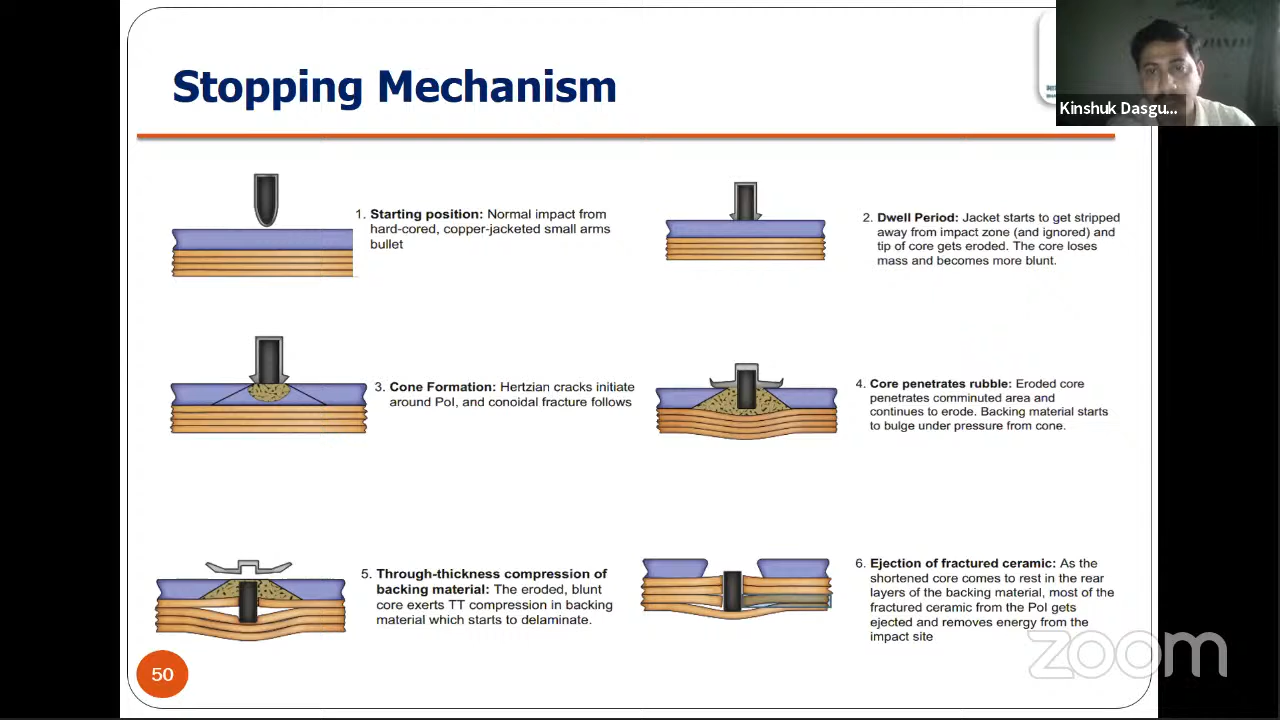 Stopping Mechanism
Kinshuk Dasgu...
1. Starting position: Normal impact from
hard-cored, copper-jacketed small arms
bullet
2. Dwell Period: Jacket starts to get stripped
away from impact zone (and ignored) and
tip of core gets eroded. The core loses
mass and becomes more blunt.
3. Cone Formation: Hertzian cracks initiate
around PoI, and conoidal fracture follows
4. Core penetrates rubble: Eroded core
penetrates comminuted area and
continues to erode. Backing material starts
to bulge under pressure from cone.
5. Through-thickness compression of
backing material: The eroded, blunt
core exerts TT compression in backing
material which starts to delaminate.
6. Ejection of fractured ceramic: As the
shortened core comes to rest in the rear
layers of the backing material, most of the
fractured ceramic from the PoI gets
ejected and removes energy from the
impact site
50
zoom